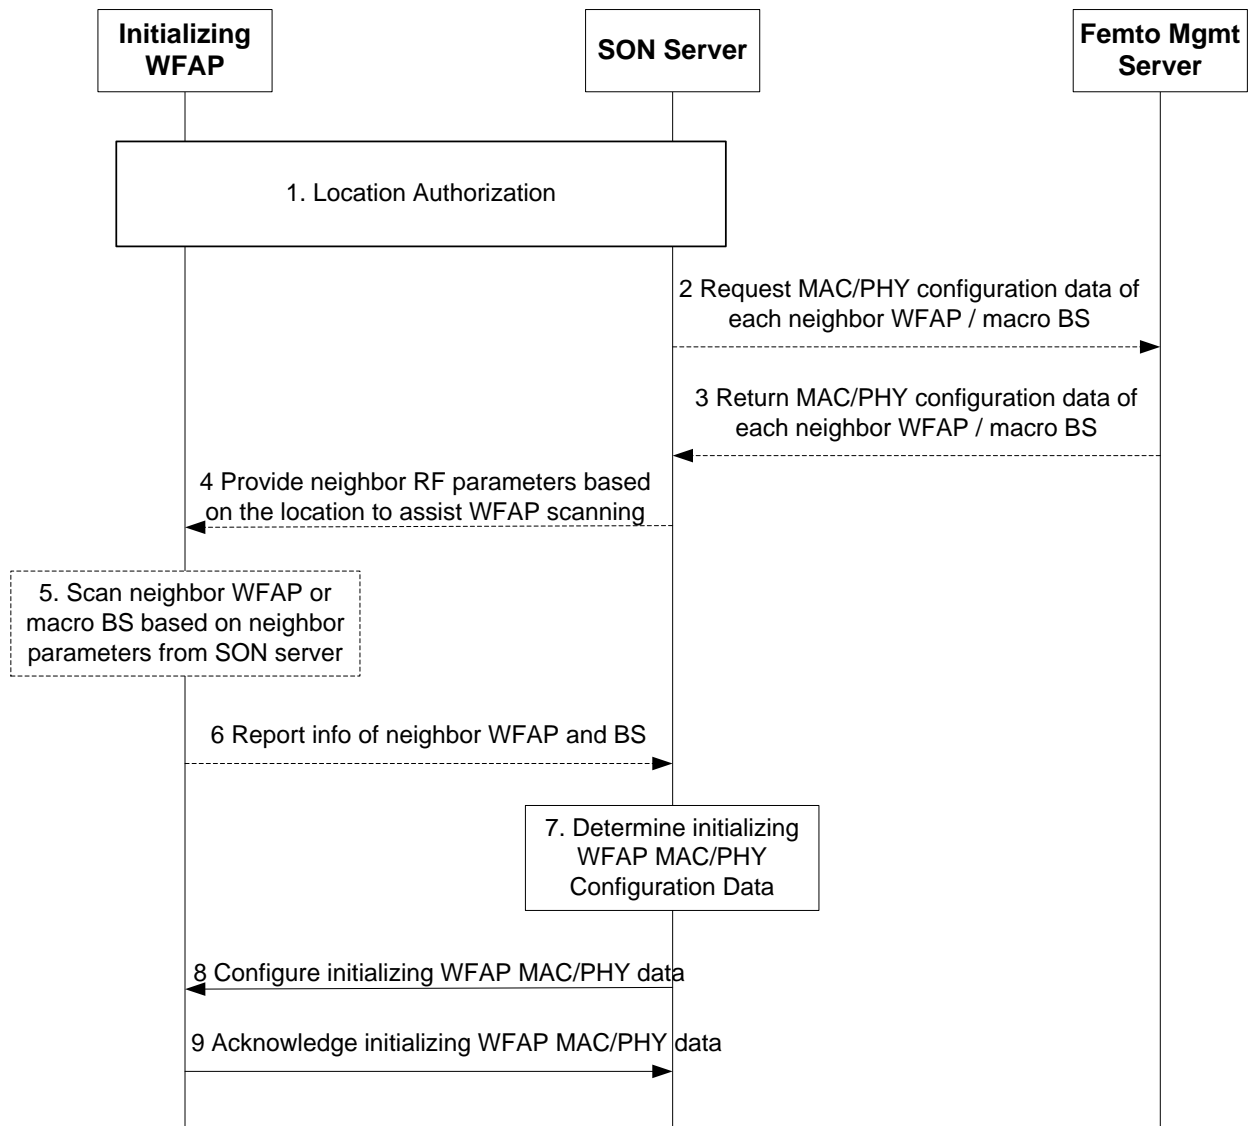 Initializing
WFAP
SON Server
Femto Mgmt
Server
1. Location Authorization
2 Request MAC/PHY configuration data of
each neighbor WFAP / macro BS
3 Return MAC/PHY configuration data of
each neighbor WFAP / macro BS
4 Provide neighbor RF parameters based
on the location to assist WFAP scanning
5. Scan neighbor WFAP or
macro BS based on neighbor
parameters from SON server
6 Report info of neighbor WFAP and BS
7. Determine initializing
WFAP MAC/PHY
Configuration Data
8 Configure initializing WFAP MAC/PHY data
9 Acknowledge initializing WFAP MAC/PHY data